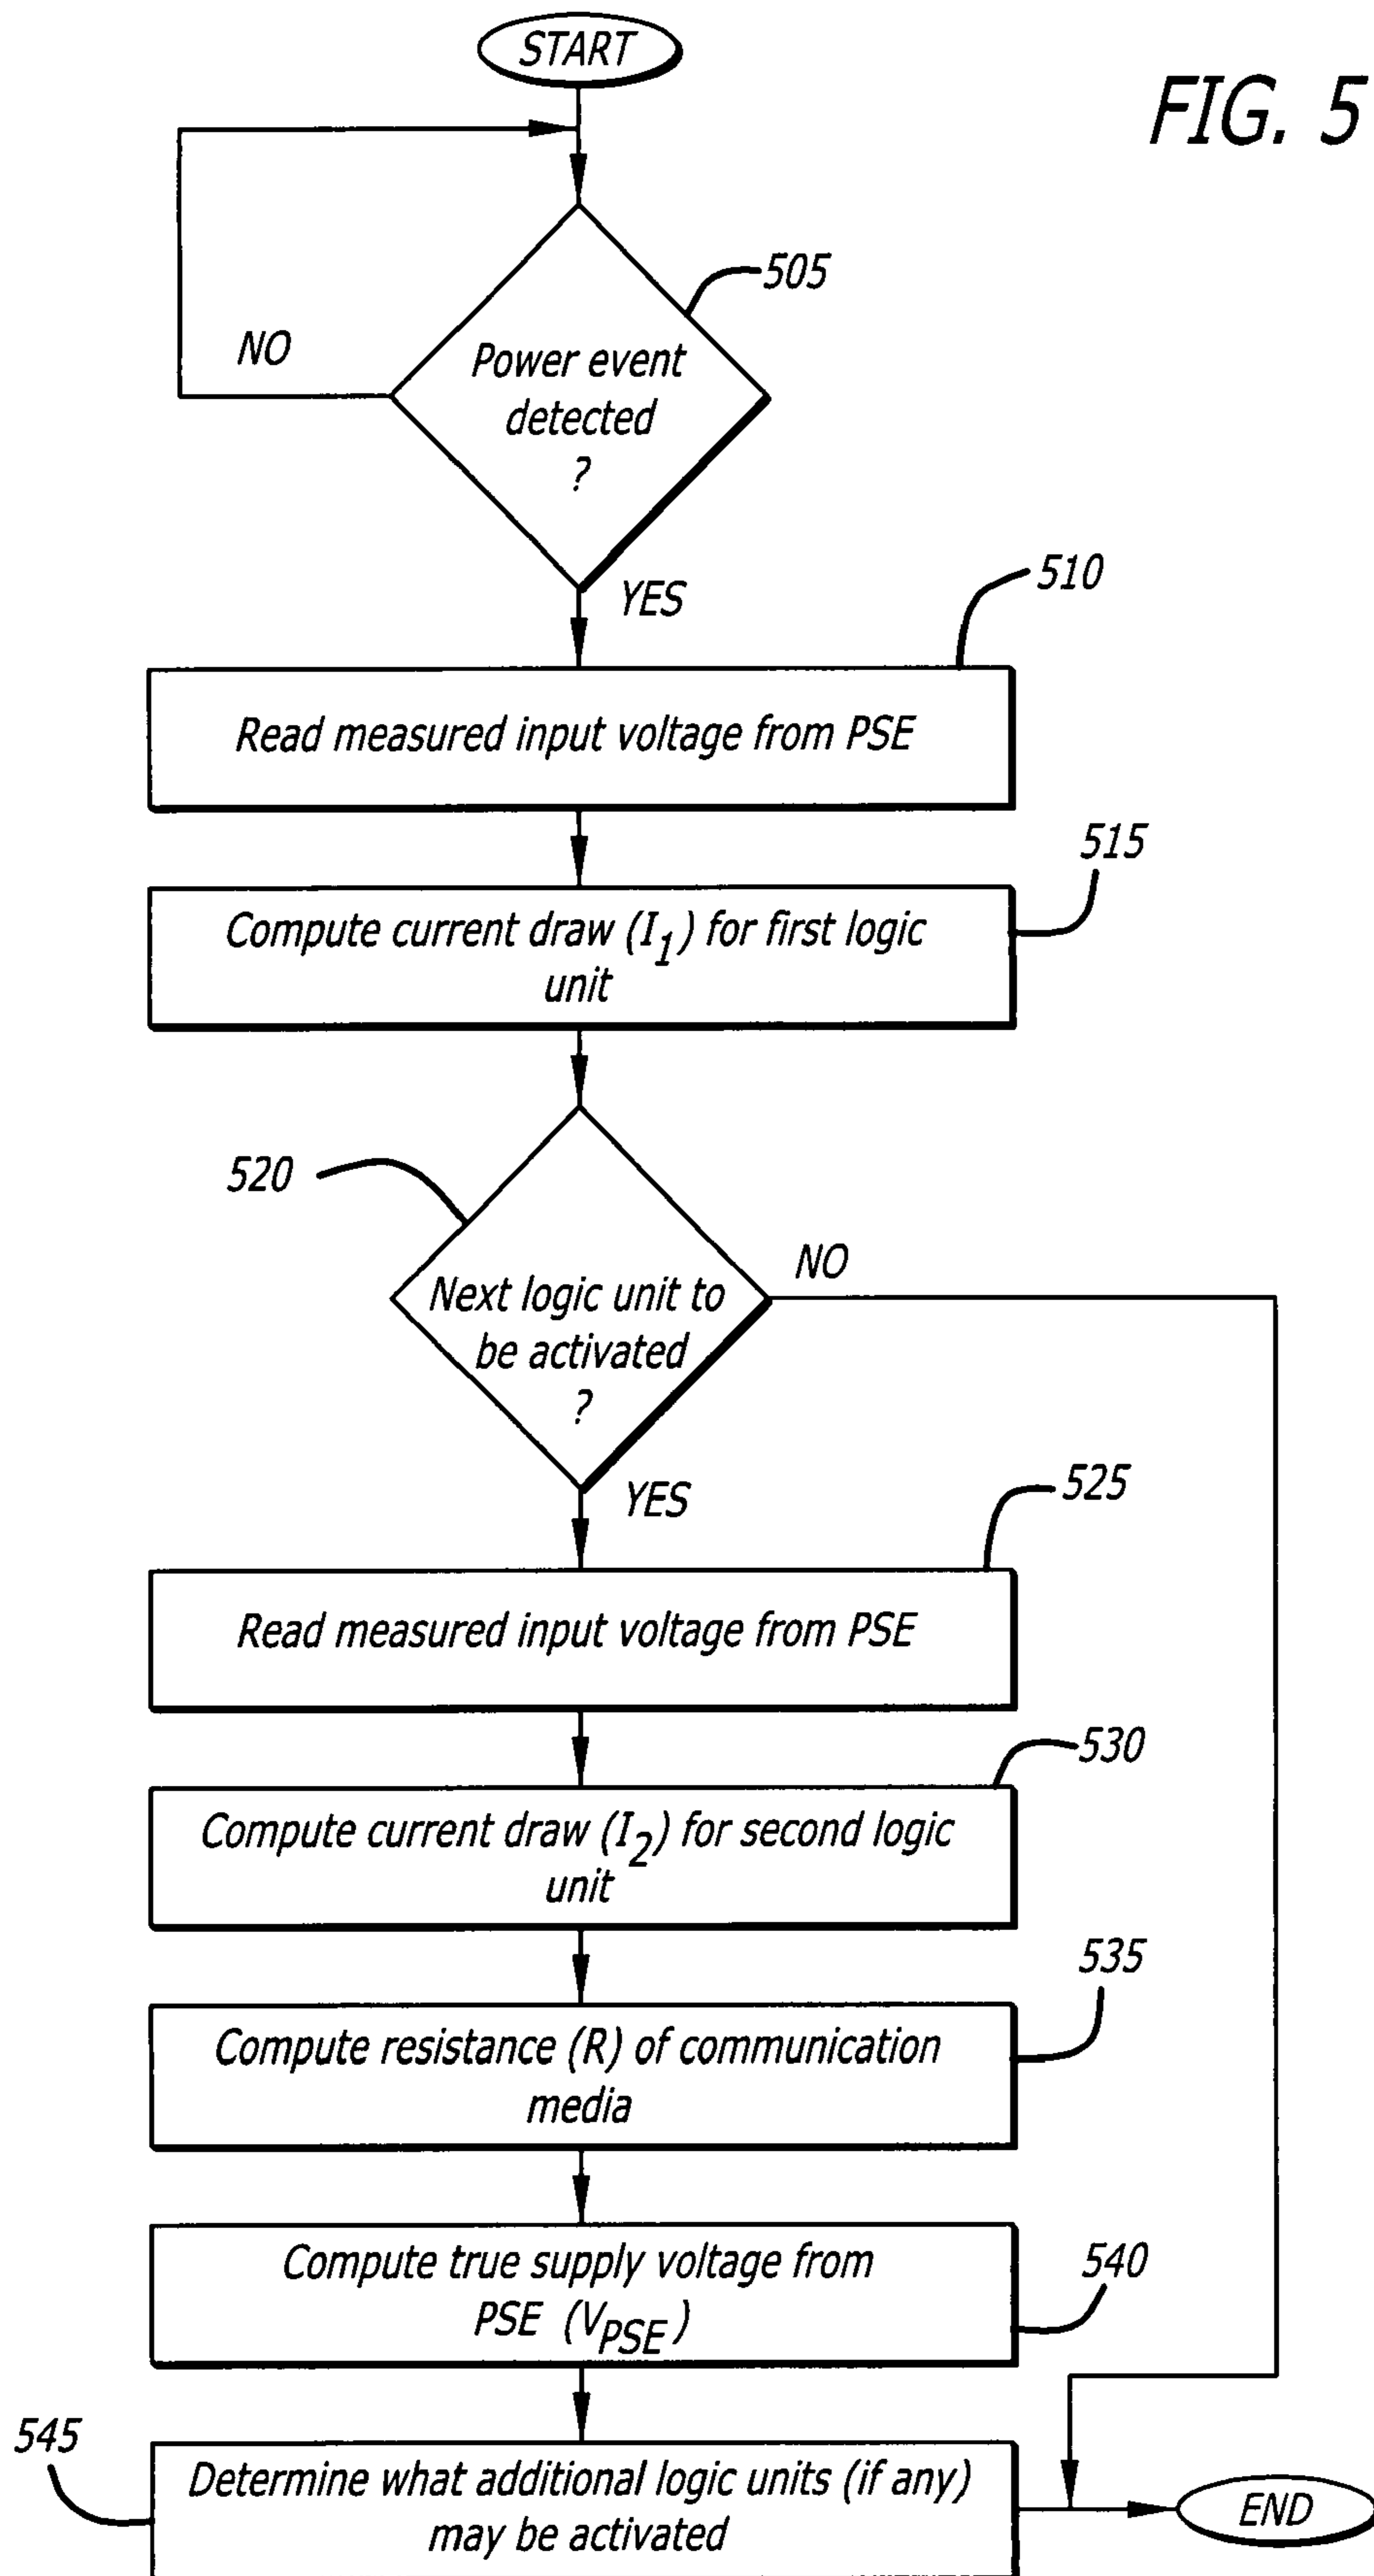 START
FIG. 5
505
NO
Power event
detected
?
YES
510
Read measured input voltage from PSE
515
Compute current draw (I1) for first logic
unit
520
NO
Next logic unit to
be activated
?
YES
525
Read measured input voltage from PSE
530
Compute current draw (I2) for second logic
unit
535
Compute resistance (R) of communication
media
540
Compute true supply voltage from
PSE (VPSE)
545
Determine what additional logic units (if any)
may be activated
END